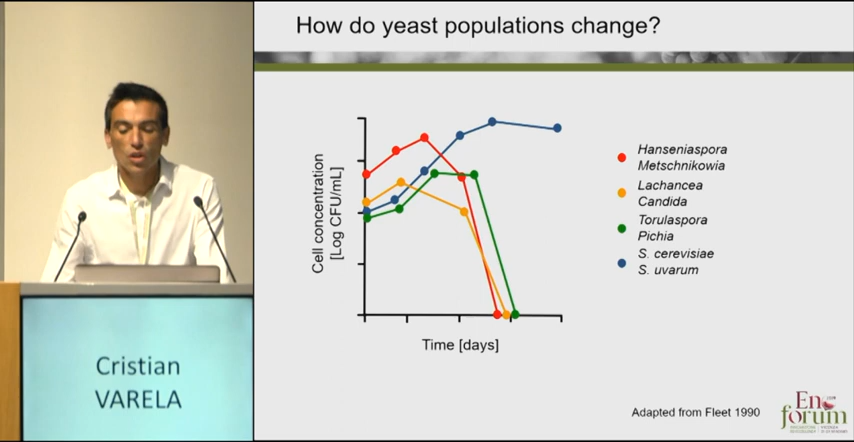 How do yeast populations change?
Cell concentration
[Log CFU/mL]
Time [days]
Hanseniaspora
Metschnikowia
Lachancea
Candida
Torulaspora
Pichia
S. cerevisiae
S. uvarum
Cristian
VARELA
Adapted from Fleet 1990
En
forum